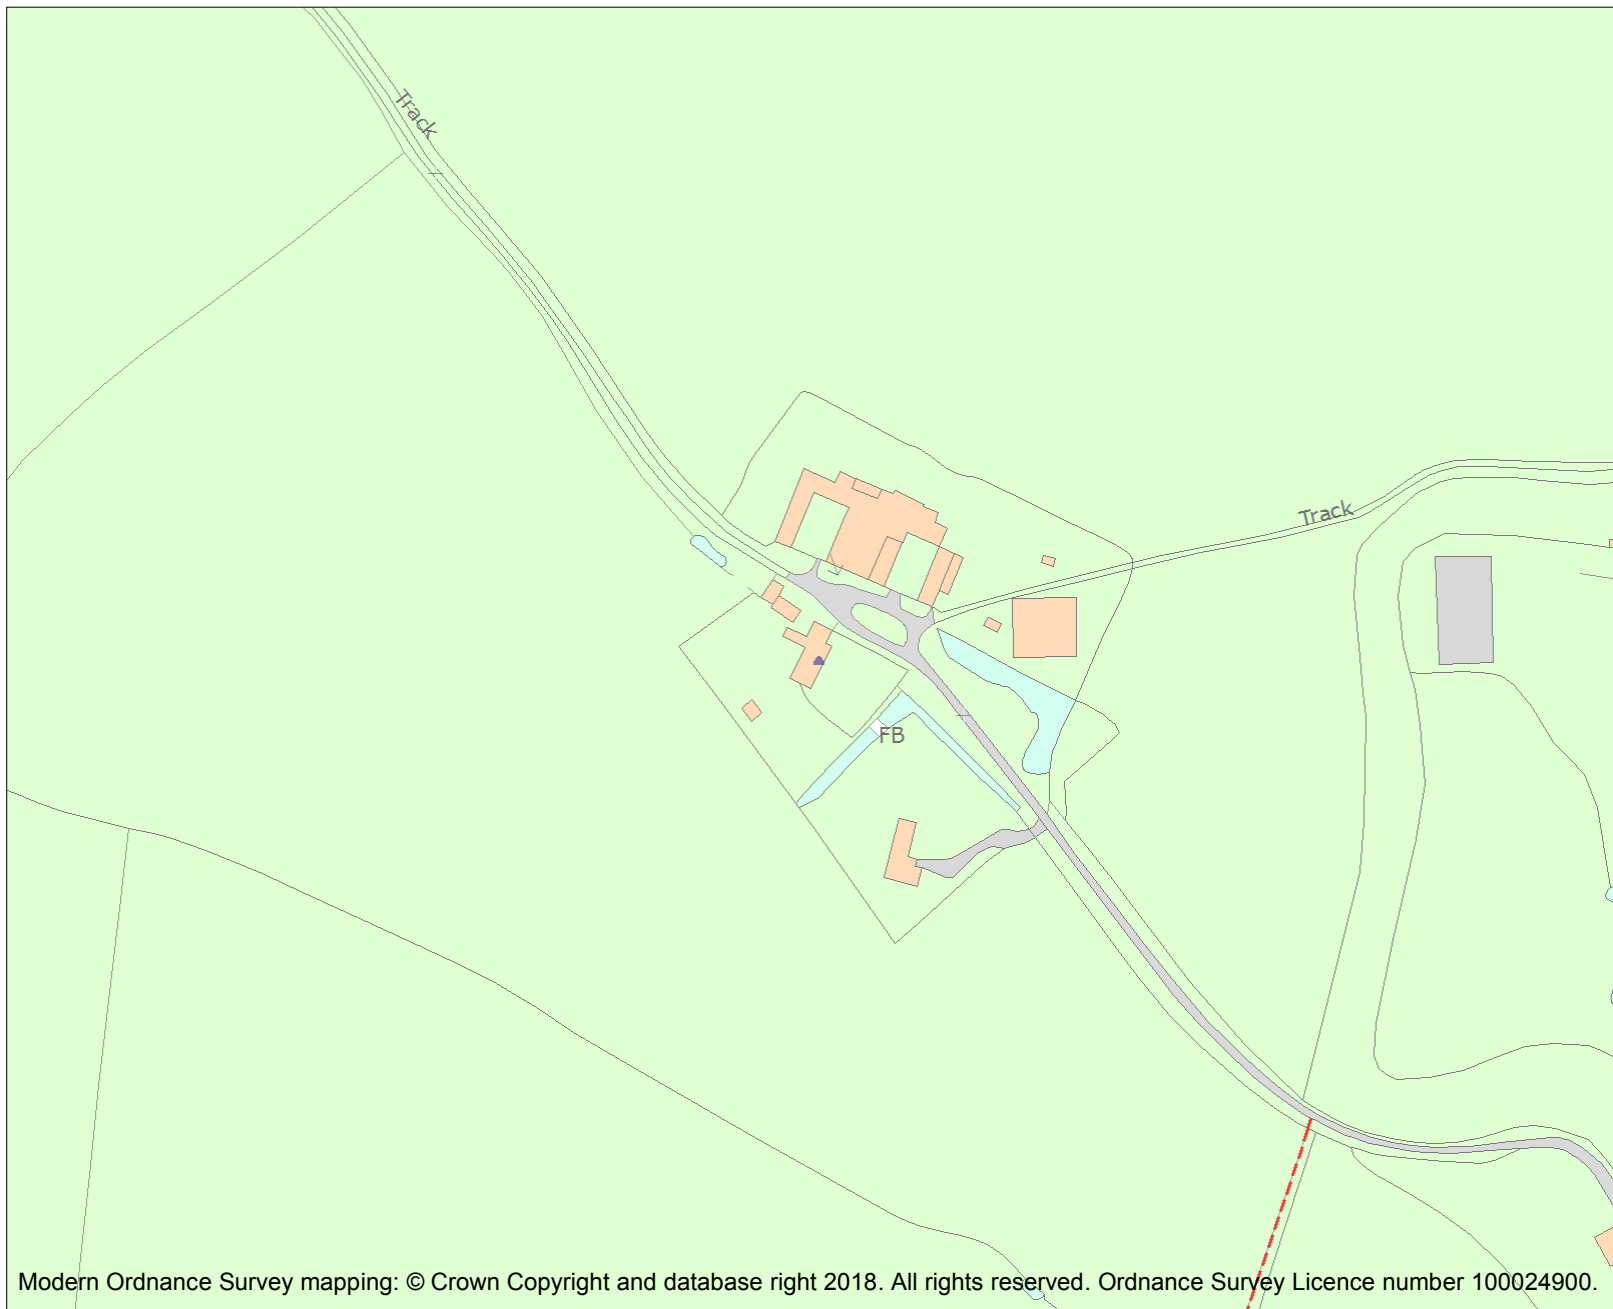 Track
Track
FB
Modern Ordnance Survey mapping: © Crown Copyright and database right 2018. All rights reserved. Ordnance Survey Licence number 100024900.